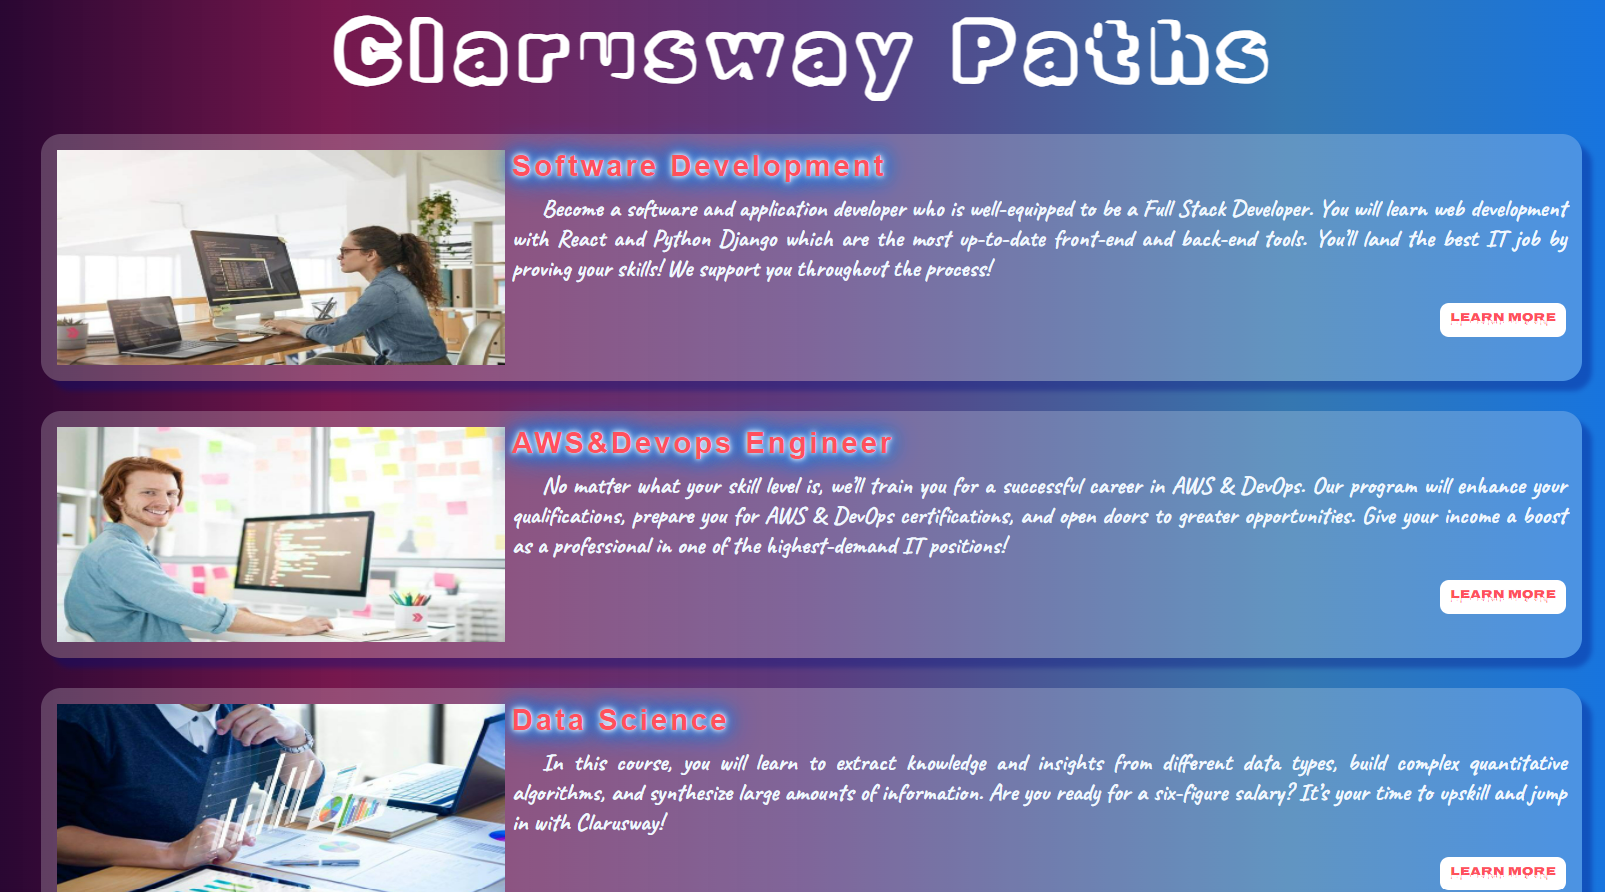 Clarusway Paths
Software Development
Become a software and application developer who is well-equipped to be a Full Stack Developer. You will learn web development
with React and Python Django which are the most up-to-date front-end and back-end tools. You'll land the best IT job by
proving your skills! We support you throughout the process!
LEARN MORE
AWS&Devops Engineer
No matter what your skill level is, we'll train you for a successful career in AWS & DevOps. Our program will enhance your
qualifications, prepare you for AWS & DevOps certifications, and open doors to greater opportunities. Give your income a boost
as a professional in one of the highest-demand IT positions!
LEARN MORE
Data Science
In this course, you will learn to extract knowledge and insights from different data types, build complex quantitative
algorithms, and synthesize large amounts of information. Are you ready for a six-figure salary? It's your time to upskill and jump
in with Clarusway!
LEARN MORE